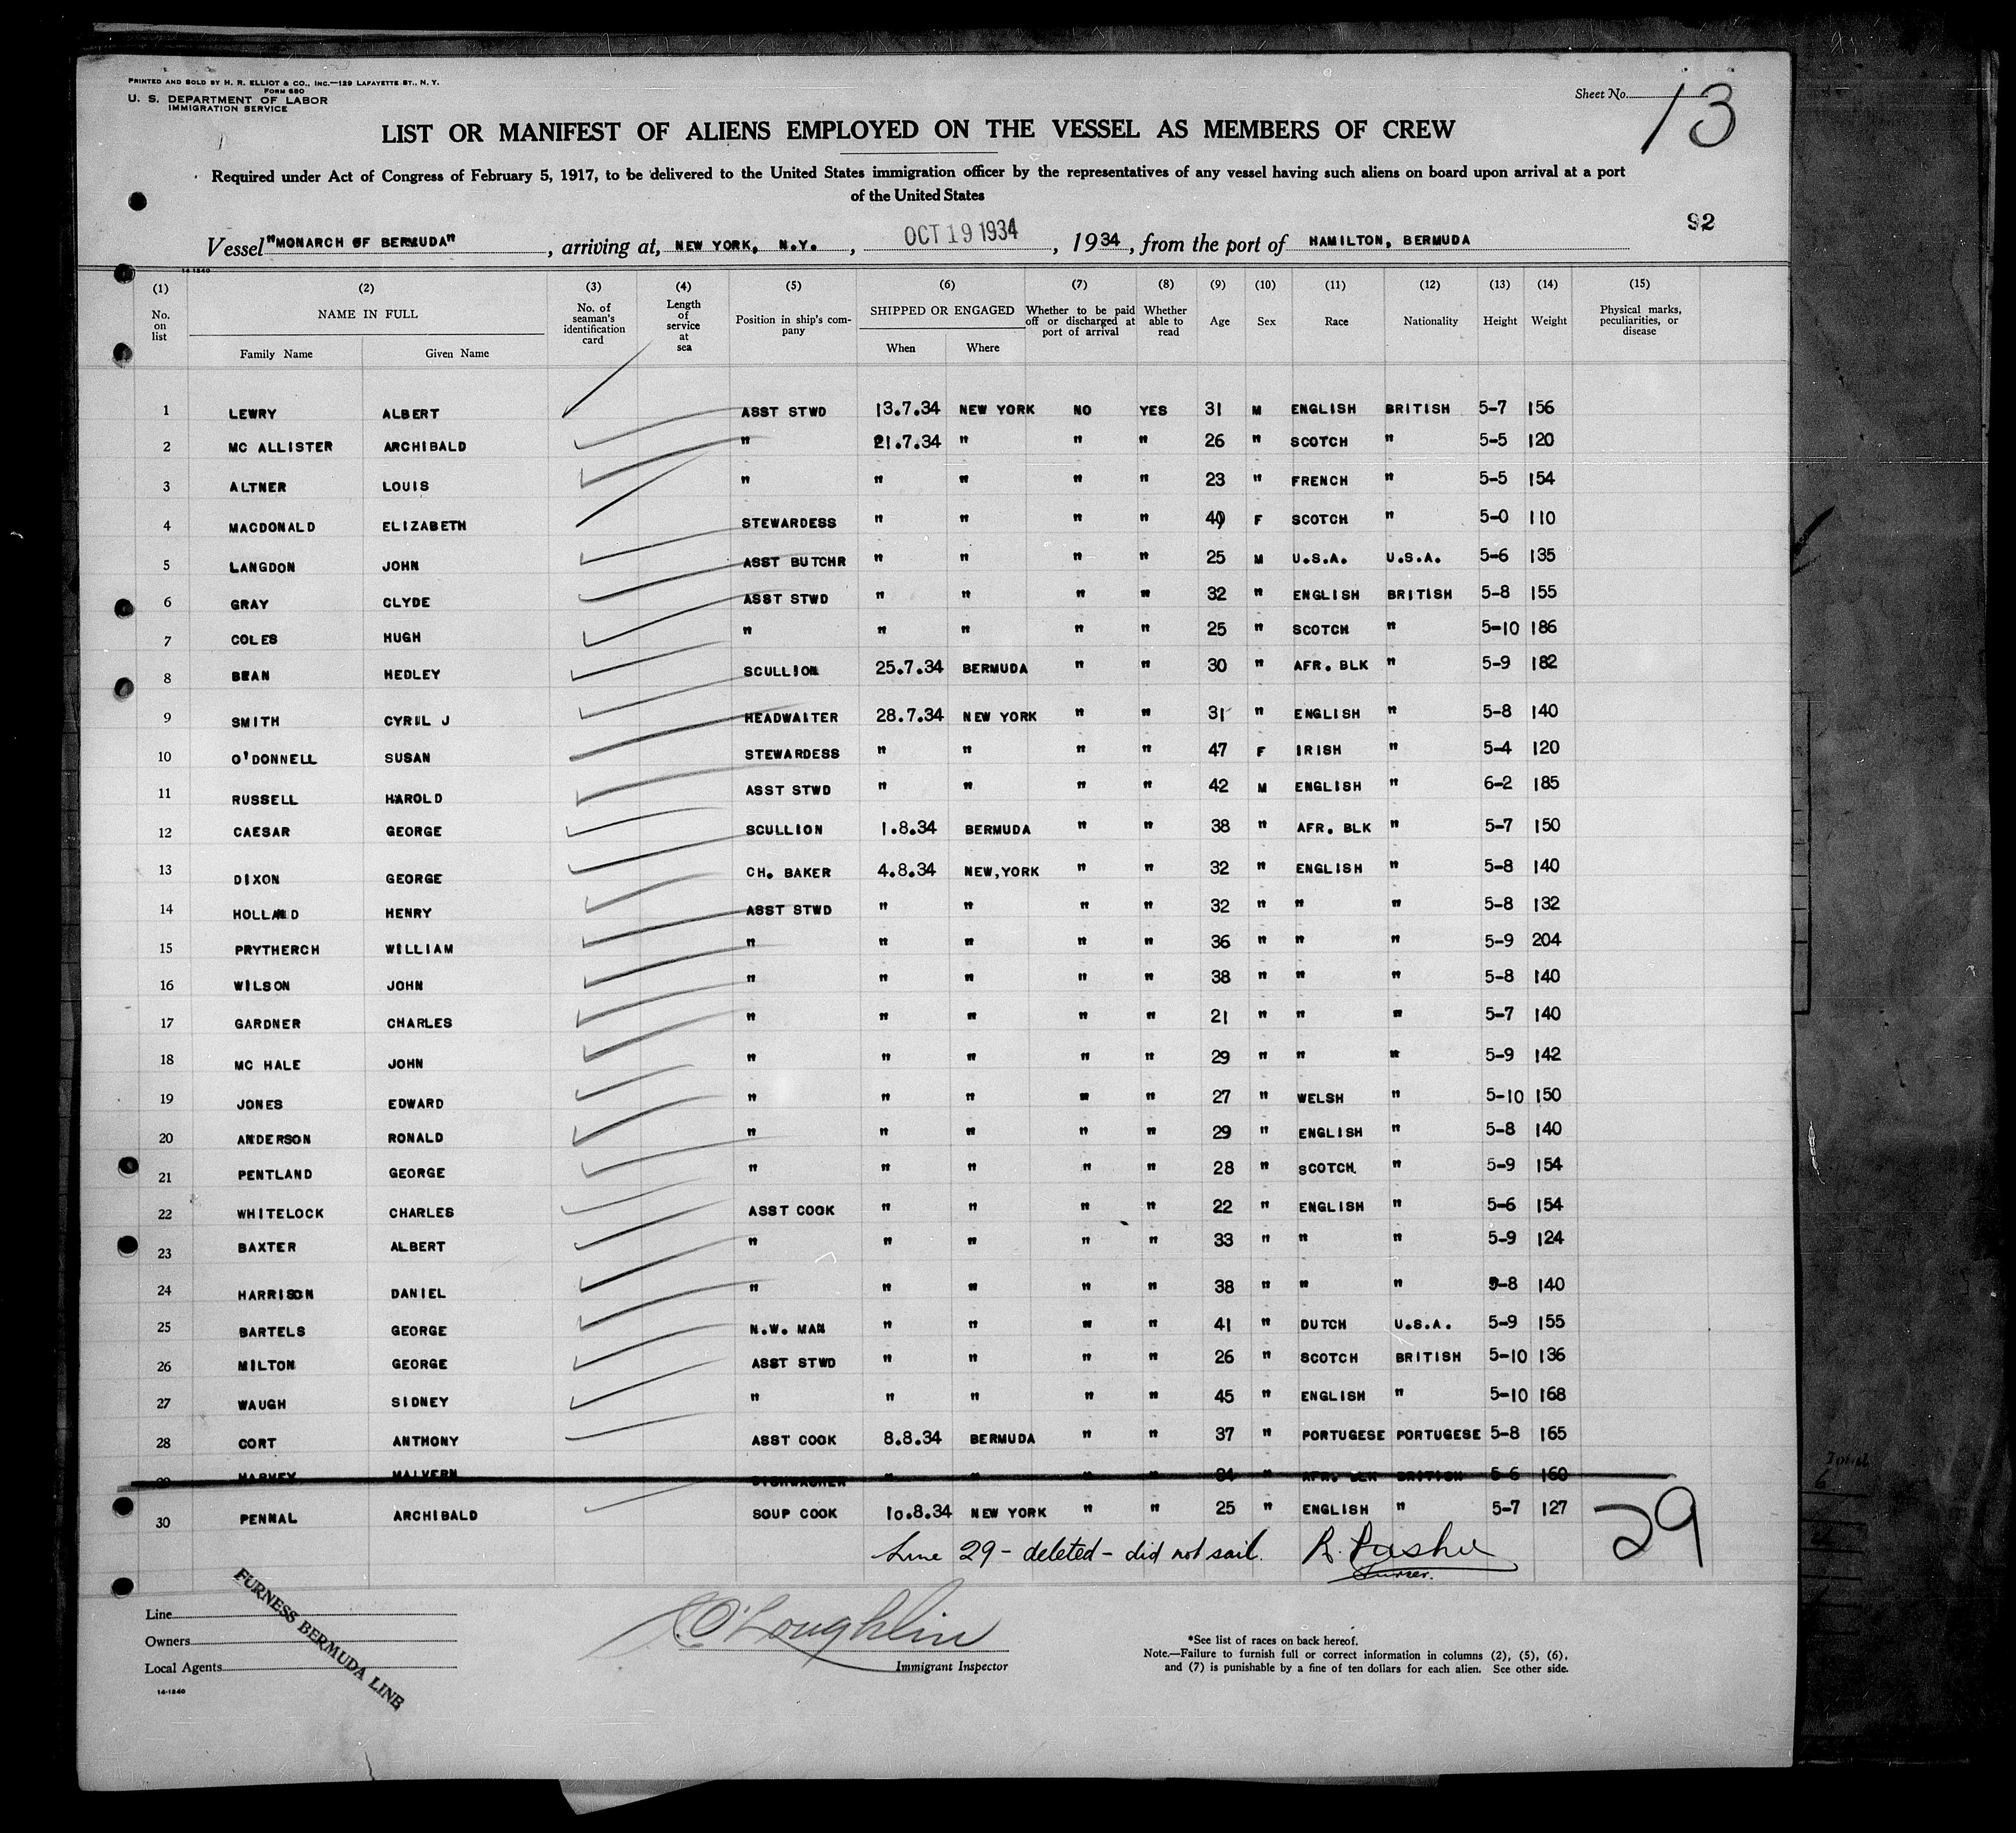 PRINTED AND SOLD BY H. R. ELLIOT & CO., INC.—129 LAFAYETTE ST., N. Y.
FORM 680
U. S. DEPARTMENT OF LABOR
IMMIGRATION SERVICE
Sheet No. 13
LIST OR MANIFEST OF ALIENS EMPLOYED ON THE VESSEL AS MEMBERS OF CREW
Required under Act of Congress of February 5, 1917, to be delivered to the United States immigration officer by the representatives of any vessel having such aliens on board upon arrival at a port
of the United States
92
Vessel "MONARCH OF BERMUDA", arriving at, NEW YORK, N.Y., OCT 19 1934, 1934, from the port of HAMILTON, BERMUDA
14-1240
(1) (2) (3) (4) (5) (6) (7) (8) (9) (10) (11) (12) (13) (14) (15)
No. on list NAME IN FULL Family Name Given Name No. of seaman's identification card Length of service at sea Position in ship's company SHIPPED OR ENGAGED When Where Whether to be paid off or discharged at port of arrival Whether able to read Age Sex Race Nationality Height Weight Physical marks, peculiarities, or disease
1 LEWRY ALBERT ASST STWD 13.7.34 NEW YORK NO YES 31 M ENGLISH BRITISH 5-7 156
2 MC ALLISTER ARCHIBALD " 21.7.34 " " " 26 " SCOTCH " 5-5 120
3 ALTNER LOUIS " " " " " 23 " FRENCH " 5-5 154
4 MACDONALD ELIZABETH STEWARDESS " " " " 40 F SCOTCH " 5-0 110
5 LANGDON JOHN ASST BUTCHR " " " " 25 M U.S.A. U.S.A. 5-6 135
6 GRAY CLYDE ASST STWD " " " " 32 " ENGLISH BRITISH 5-8 155
7 COLES HUGH " " " " " 25 " SCOTCH " 5-10 186
8 BEAN HEDLEY SCULLION 25.7.34 BERMUDA " " 30 " AFR. BLK " 5-9 182
9 SMITH CYRIL J HEADWAITER 28.7.34 NEW YORK " " 31 " ENGLISH " 5-8 140
10 O'DONNELL SUSAN STEWARDESS " " " " 47 F IRISH " 5-4 120
11 RUSSELL HAROLD ASST STWD " " " " 42 M ENGLISH " 6-2 185
12 CAESAR GEORGE SCULLION 1.8.34 BERMUDA " " 38 " AFR. BLK " 5-7 150
13 DIXON GEORGE CH. BAKER 4.8.34 NEW,YORK " " 32 " ENGLISH " 5-8 140
14 HOLLAND HENRY ASST STWD " " " " 32 " " " 5-8 132
15 PRYTHERCH WILLIAM " " " " " 36 " " " 5-9 204
16 WILSON JOHN " " " " " 38 " " " 5-8 140
17 GARDNER CHARLES " " " " " 21 " " " 5-7 140
18 MC HALE JOHN " " " " " 29 " " " 5-9 142
19 JONES EDWARD " " " " " 27 " WELSH " 5-10 150
20 ANDERSON RONALD " " " " " 29 " ENGLISH " 5-8 140
21 PENTLAND GEORGE " " " " " 28 " SCOTCH. " 5-9 154
22 WHITELOCK CHARLES ASST COOK " " " " 22 " ENGLISH " 5-6 154
23 BAXTER ALBERT " " " " " 33 " " " 5-9 124
24 HARRISON DANIEL " " " " " 38 " " " 5-8 140
25 BARTELS GEORGE N.W. MAN " " " " 41 " DUTCH U.S.A. 5-9 155
26 MILTON GEORGE ASST STWD " " " " 26 " SCOTCH BRITISH 5-10 136
27 WAUGH SIDNEY " " " " " 45 " ENGLISH " 5-10 168
28 CORT ANTHONY ASST COOK 8.8.34 BERMUDA " " 37 " PORTUGESE PORTUGESE 5-8 165
29 HARVEY MALVERN DISHWASHER " " " " 34 " AFR. BLK BRITISH 5-6 160
30 PENNAL ARCHIBALD SOUP COOK 10.8.34 NEW YORK " " 25 " ENGLISH " 5-7 127
29
Line 29 - deleted - did not sail. R. Pashu
Purser.
FURNESS BERMUDA LINE
Line
Owners
Local Agents
14-1240
O'Loughlin
Immigrant Inspector
*See list of races on back hereof.
Note.—Failure to furnish full or correct information in columns (2), (5), (6), and (7) is punishable by a fine of ten dollars for each alien. See other side.
Total
6
2